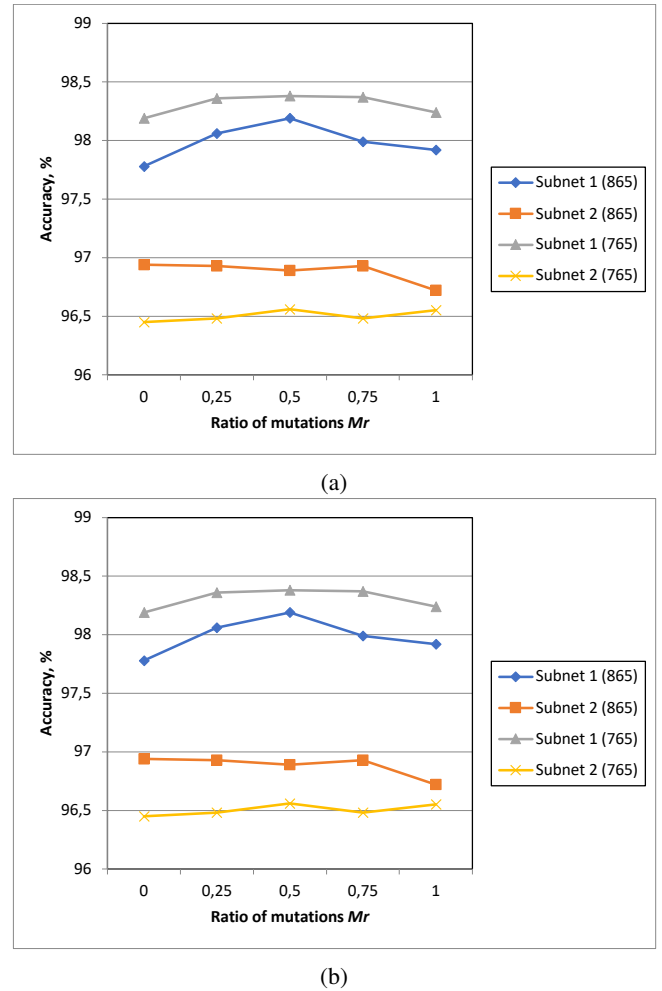 99
98,5
98
97,5
97
96,5
96
Accuracy, %
0 0,25 0,5 0,75 1
Ratio of mutations Mr
Subnet 1 (865)
Subnet 2 (865)
Subnet 1 (765)
Subnet 2 (765)
(a)
99
98,5
98
97,5
97
96,5
96
Accuracy, %
0 0,25 0,5 0,75 1
Ratio of mutations Mr
Subnet 1 (865)
Subnet 2 (865)
Subnet 1 (765)
Subnet 2 (765)
(b)